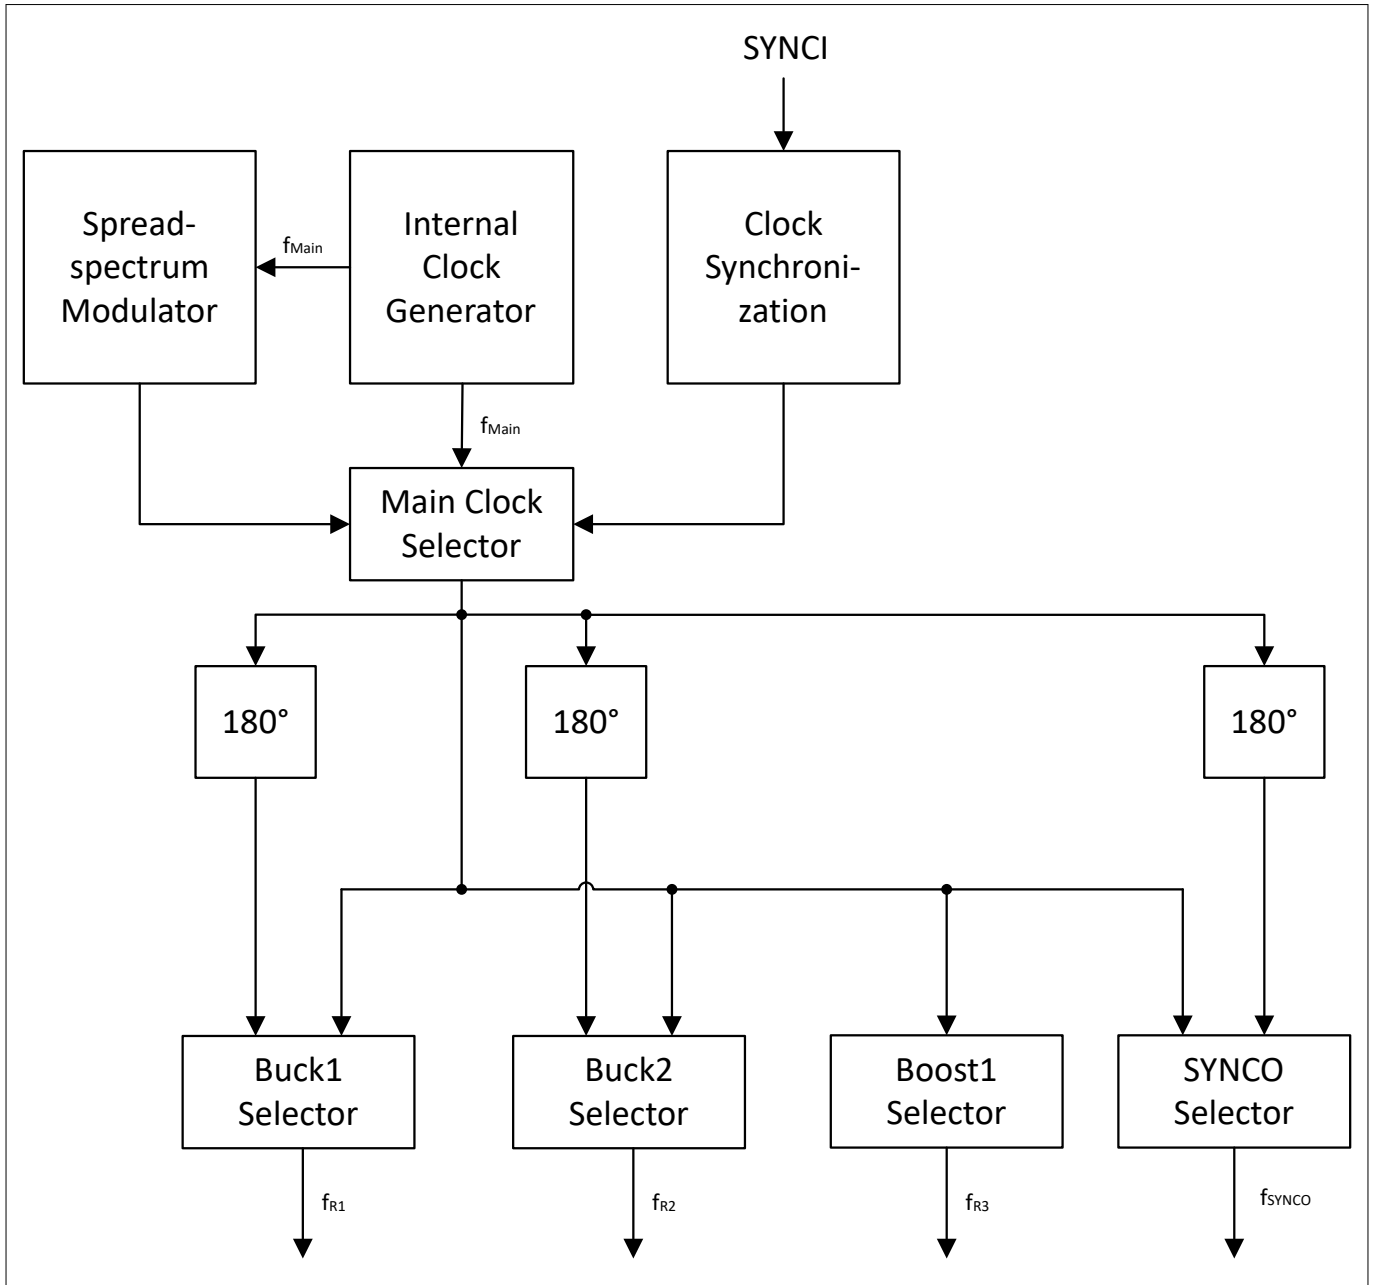 SYNCI
Spread-
spectrum
Modulator
fMain
Internal
Clock
Generator
Clock
Synchroni-
zation
fMain
Main Clock
Selector
180°
180°
180°
Buck1
Selector
Buck2
Selector
Boost1
Selector
SYNCO
Selector
fR1
fR2
fR3
fSYNCO